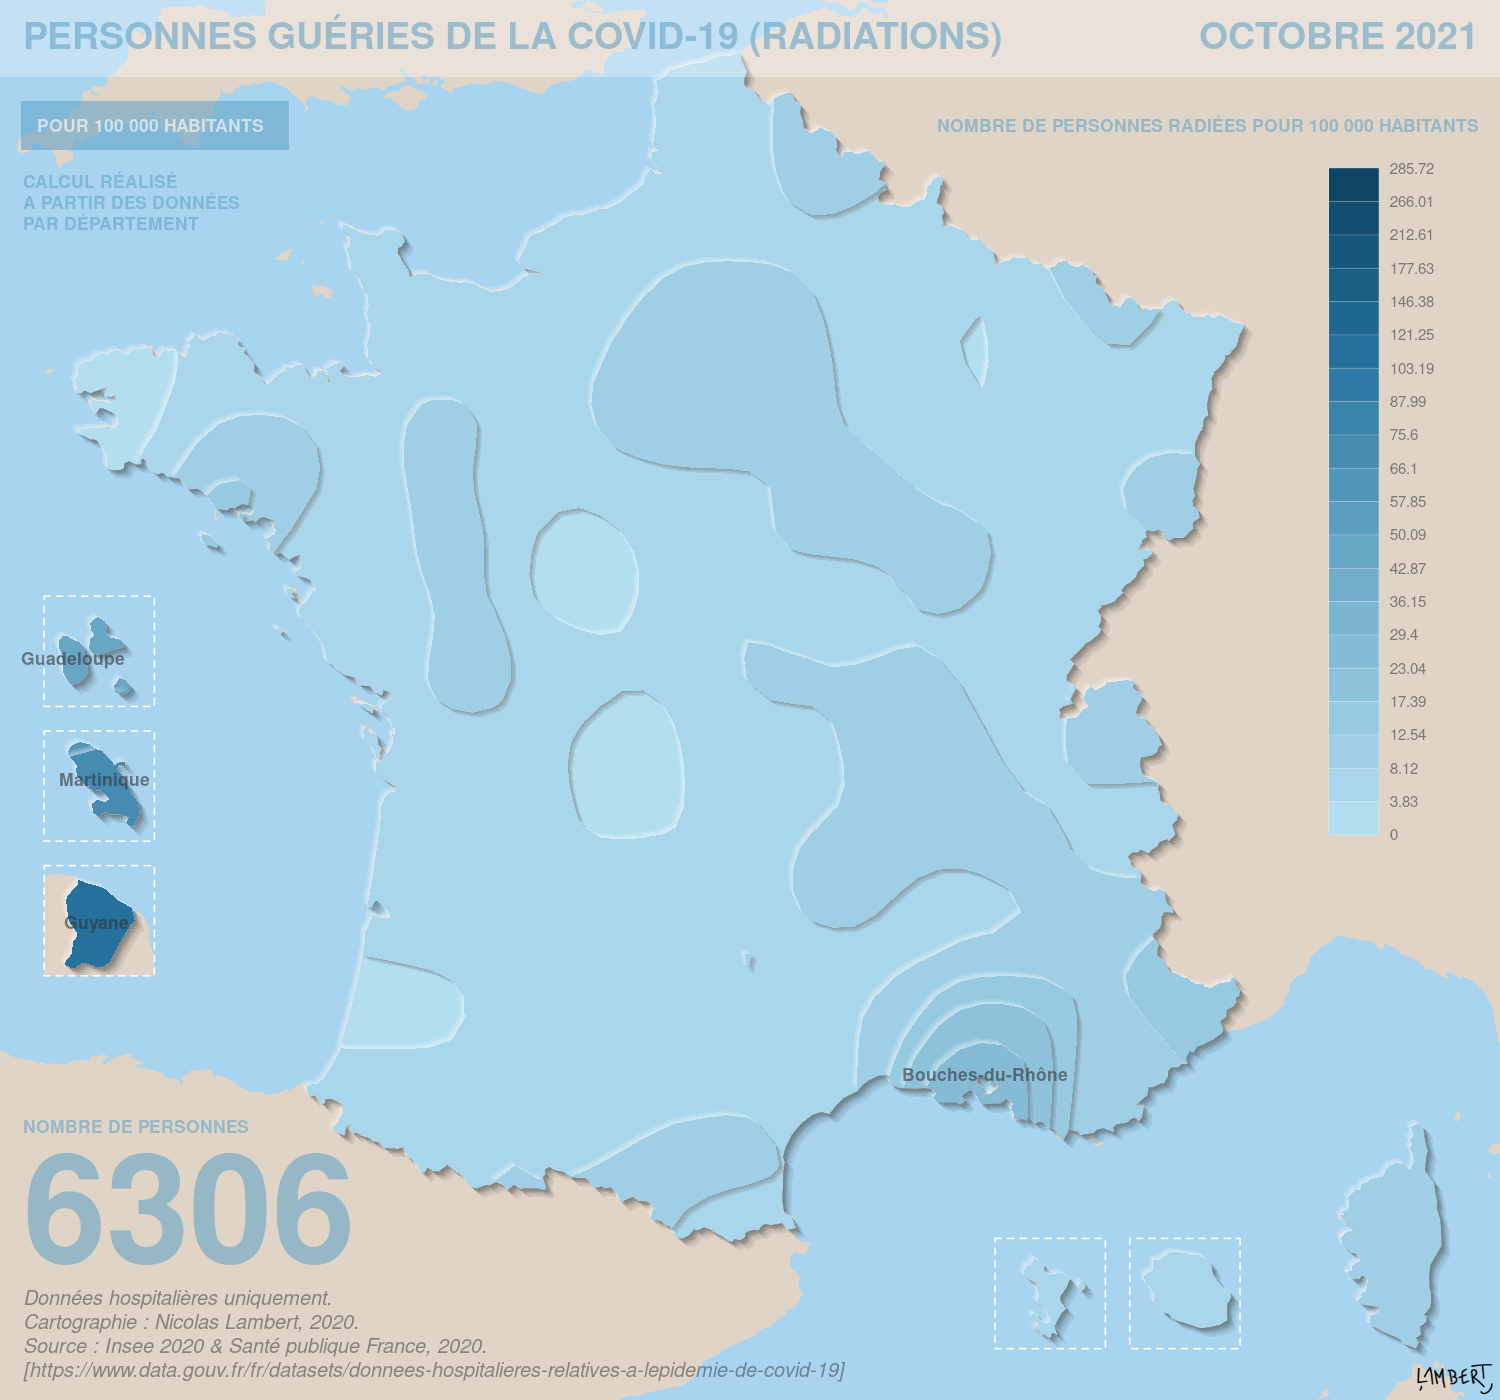 PERSONNES GUÉRIES DE LA COVID-19 (RADIATIONS)
OCTOBRE 2021
POUR 100 000 HABITANTS
NOMBRE DE PERSONNES RADIÉES POUR 100 000 HABITANTS
CALCUL RÉALISÉ
A PARTIR DES DONNÉES
PAR DÉPARTEMENT
285.72
266.01
212.61
177.63
146.38
121.25
103.19
87.99
75.6
66.1
57.85
50.09
42.87
36.15
29.4
23.04
17.39
12.54
8.12
3.83
0
Guadeloupe
Martinique
Guyane
Bouches-du-Rhône
NOMBRE DE PERSONNES
6306
Données hospitalières uniquement.
Cartographie : Nicolas Lambert, 2020.
Source : Insee 2020 & Santé publique France, 2020.
[https://www.data.gouv.fr/fr/datasets/donnees-hospitalieres-relatives-a-lepidemie-de-covid-19]
LAMBERT